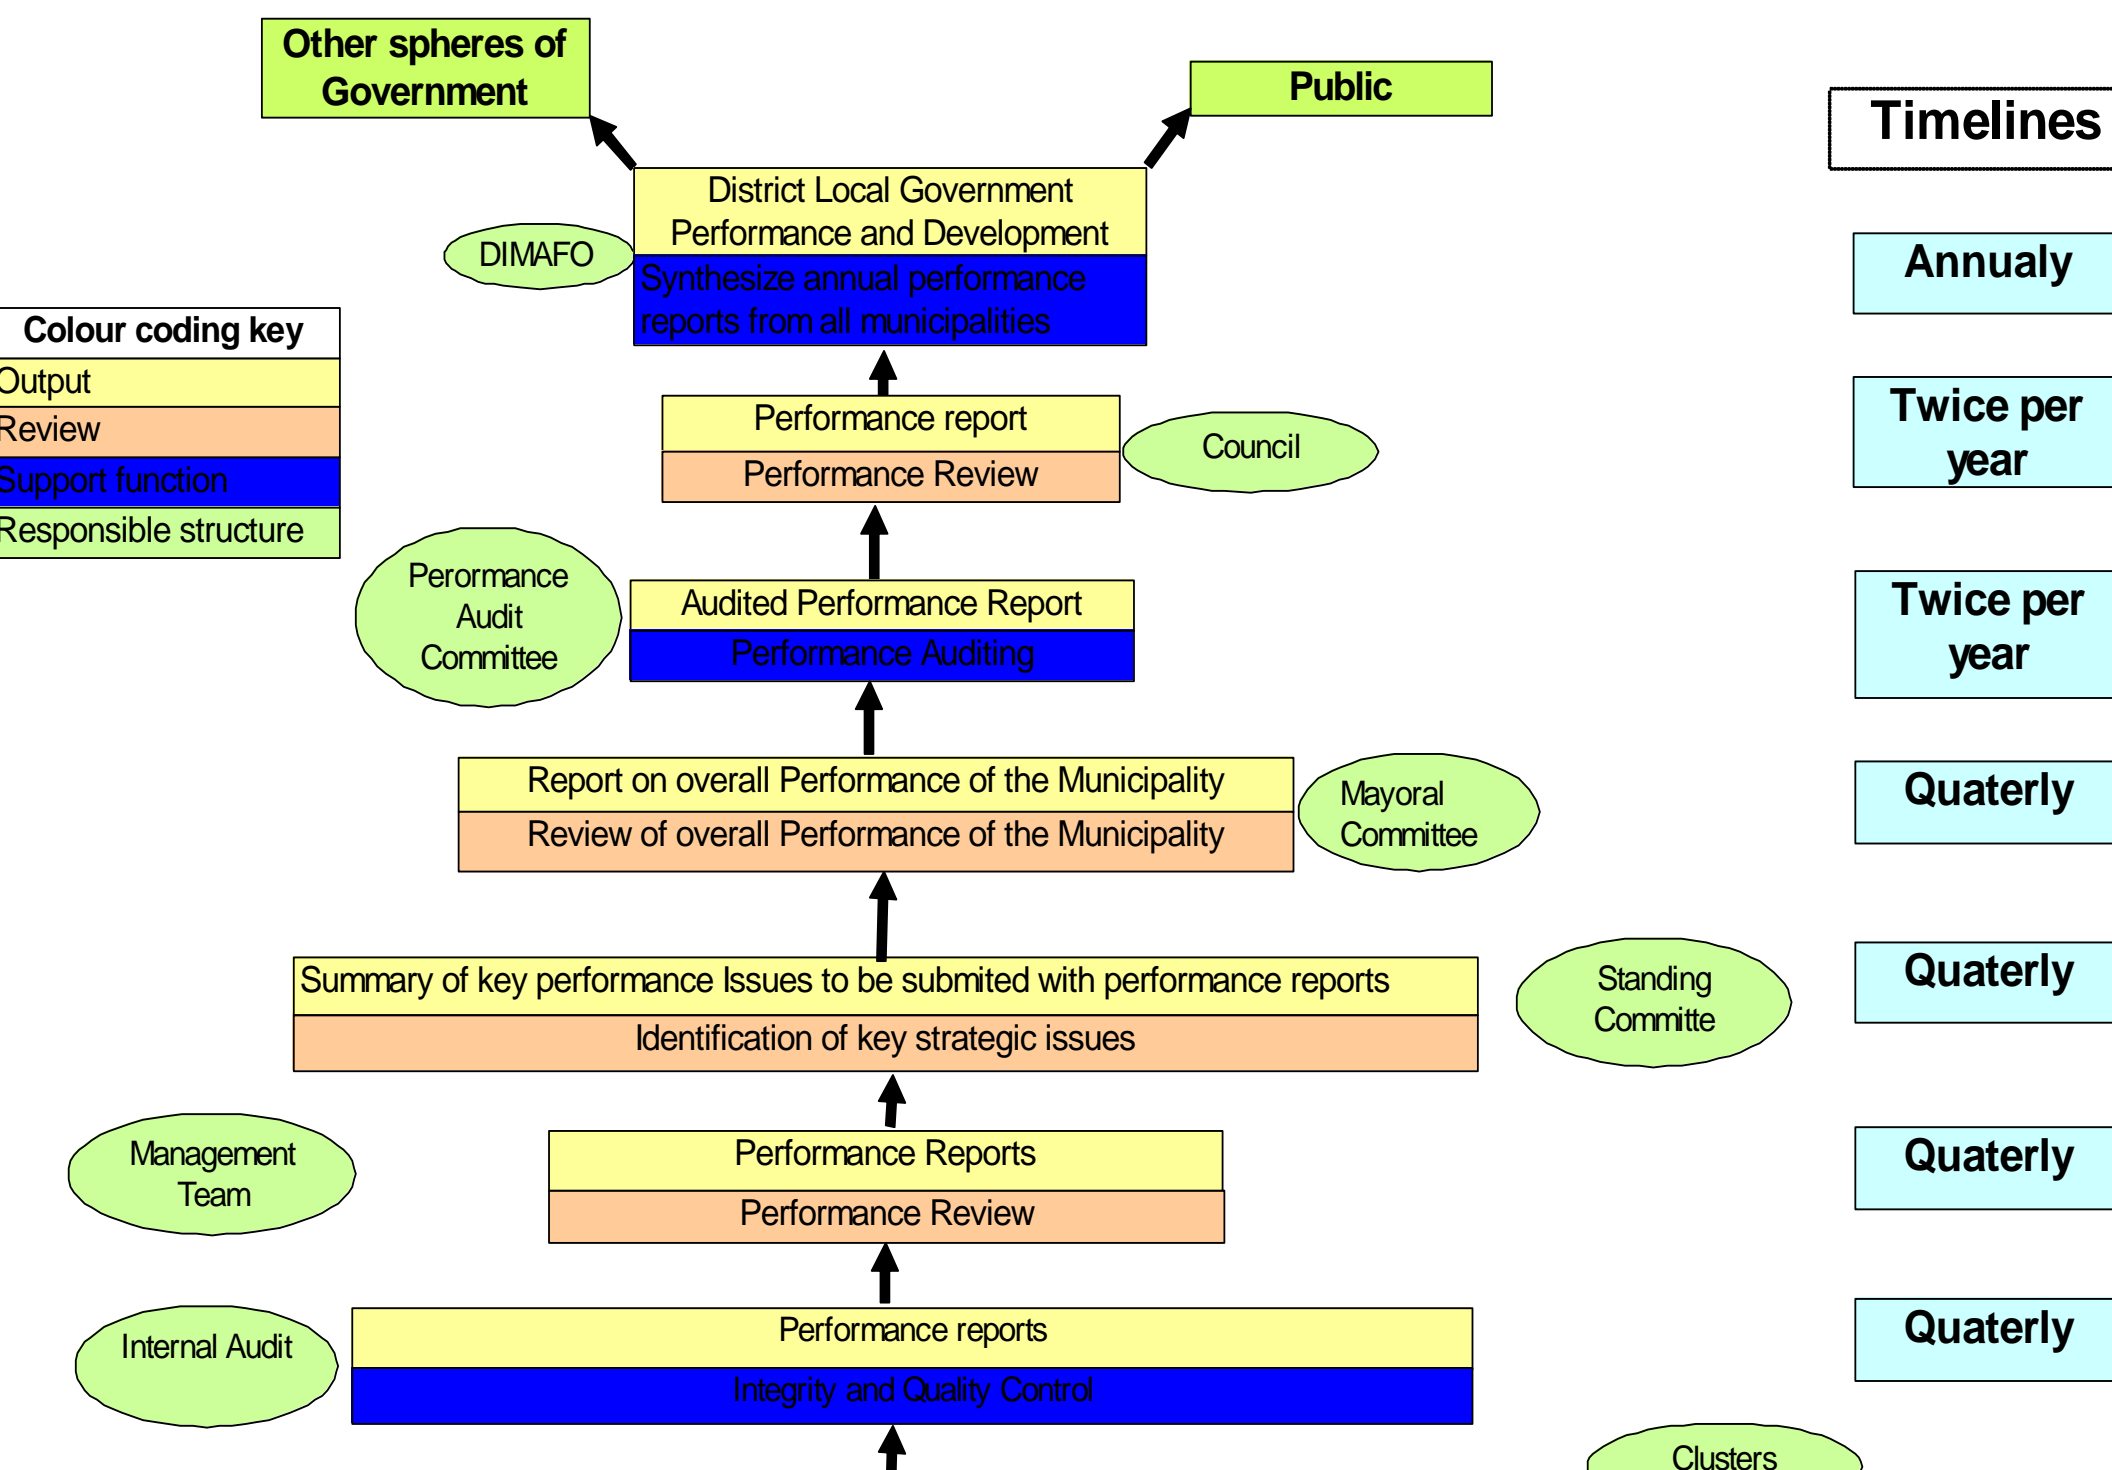 Other spheres of
Government
Public
Timelines
District Local Government
Performance and Development
DIMAFO
Synthesize annual performance
reports from all municipalities
Annualy
Colour coding key
Output
Review
Support function
Responsible structure
Performance report
Performance Review
Council
Twice per
year
Perormance
Audit
Committee
Audited Performance Report
Performance Auditing
Twice per
year
Report on overall Performance of the Municipality
Review of overall Performance of the Municipality
Mayoral
Committee
Quaterly
Summary of key performance Issues to be submited with performance reports
Identification of key strategic issues
Standing
Committe
Quaterly
Management
Team
Performance Reports
Performance Review
Quaterly
Internal Audit
Performance reports
Integrity and Quality Control
Quaterly
Clusters